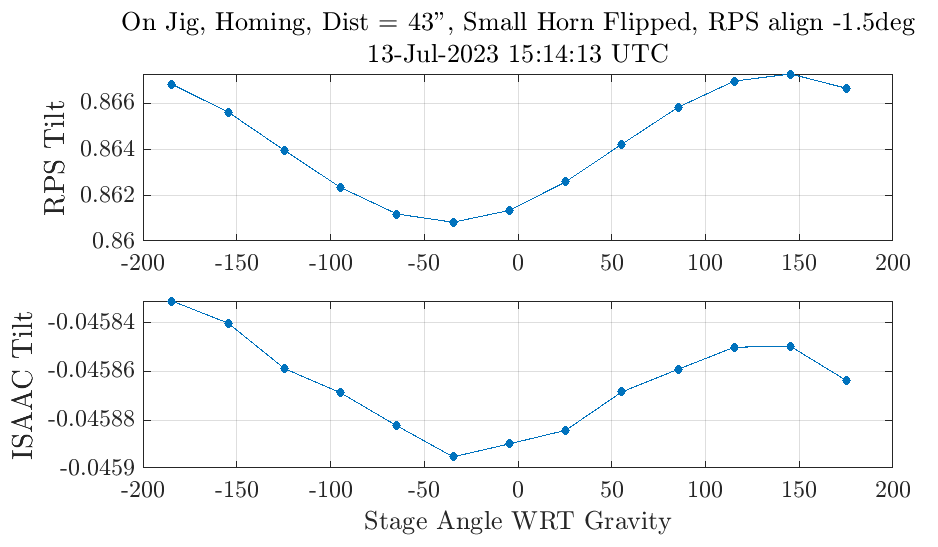 On Jig, Homing, Dist = 43”, Small Horn Flipped, RPS align -1.5deg
13-Jul-2023 15:14:13 UTC
RPS Tilt
0.866
0.864
0.862
0.86
-200 -150 -100 -50 0 50 100 150 200
ISAAC Tilt
-0.04584
-0.04586
-0.04588
-0.0459
-200 -150 -100 -50 0 50 100 150 200
Stage Angle WRT Gravity